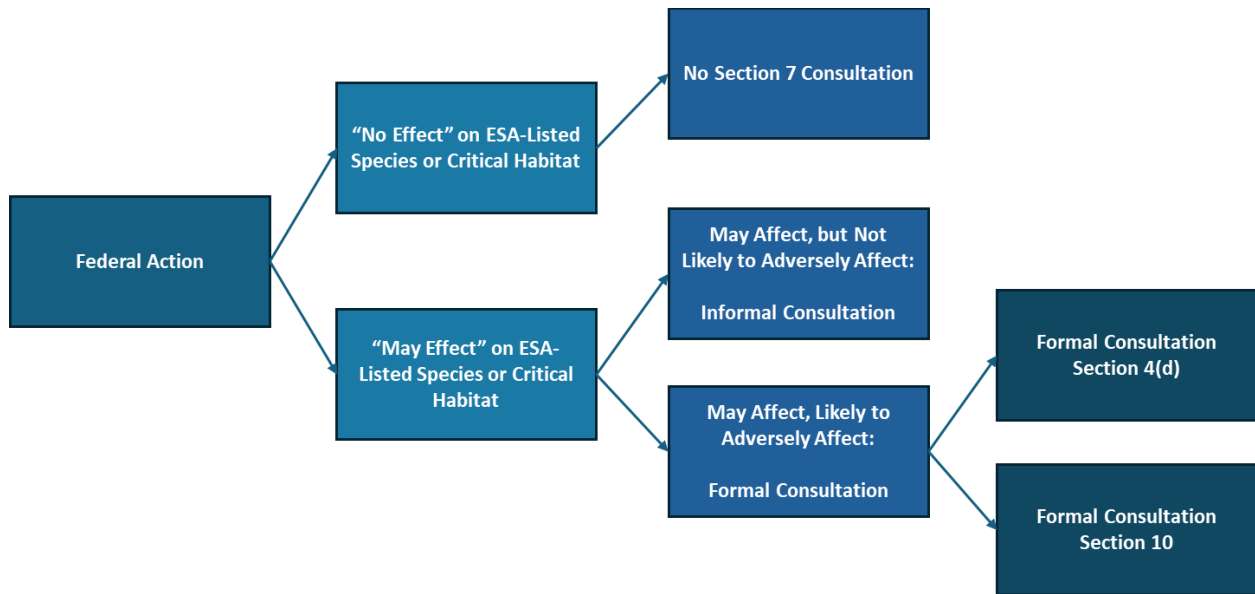 Federal Action
“No Effect” on ESA-Listed
Species or Critical Habitat
“May Effect” on ESA-
Listed Species or Critical
Habitat
No Section 7 Consultation
May Affect, but Not
Likely to Adversely Affect:
Informal Consultation
May Affect, Likely to
Adversely Affect:
Formal Consultation
Formal Consultation
Section 4(d)
Formal Consultation
Section 10